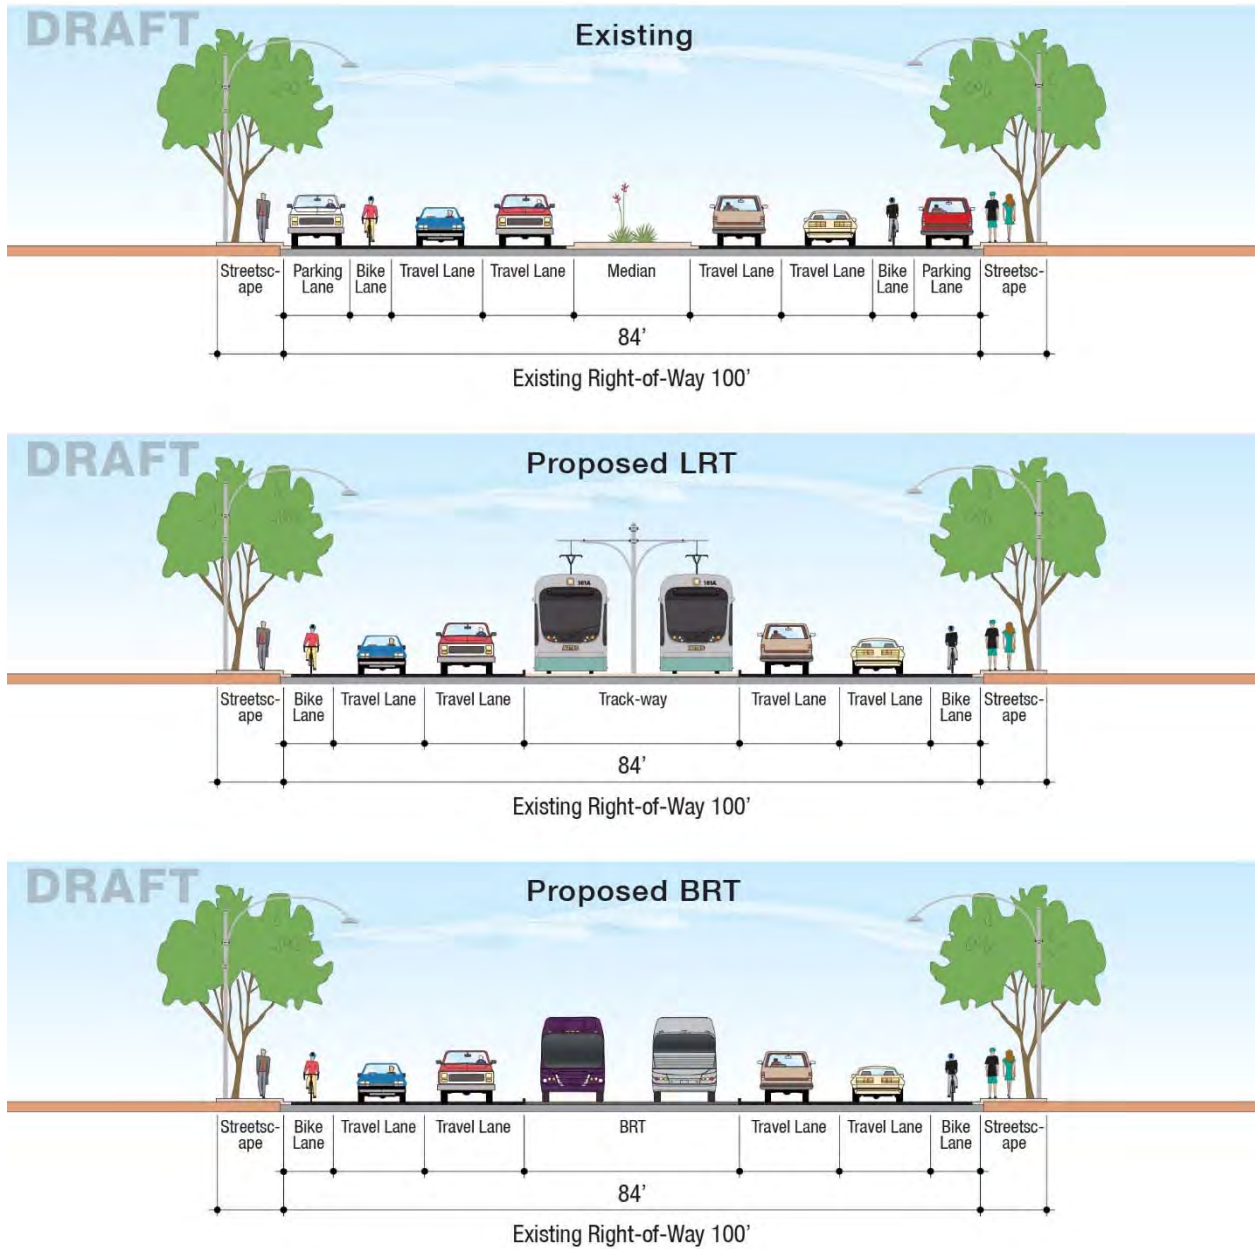 DRAFT
Existing
Streetsc-
ape
Parking
Lane
Bike
Lane
Travel Lane
Travel Lane
Median
Travel Lane
Travel Lane
Bike
Lane
Parking
Lane
Streetsc-
ape
84’
Existing Right-of-Way 100’
DRAFT
Proposed LRT
101A
101A
METRO
METRO
Streetsc-
ape
Bike
Lane
Travel Lane
Travel Lane
Track-way
Travel Lane
Travel Lane
Bike
Lane
Streetsc-
ape
84’
Existing Right-of-Way 100’
DRAFT
Proposed BRT
Streetsc-
ape
Bike
Lane
Travel Lane
Travel Lane
BRT
Travel Lane
Travel Lane
Bike
Lane
Streetsc-
ape
84’
Existing Right-of-Way 100’